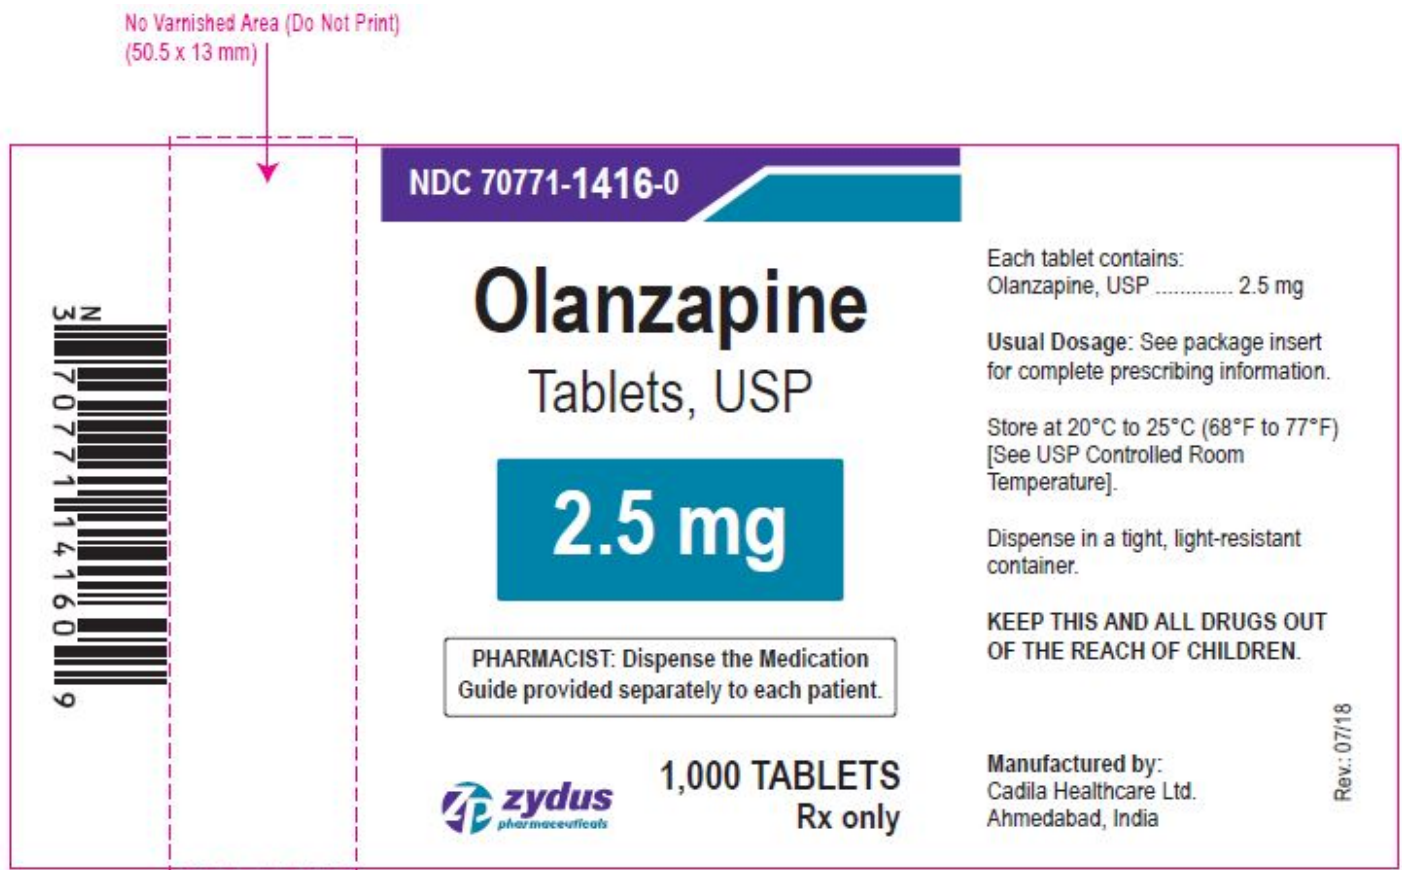 No Varnished Area (Do Not Print)
(50.5 x 13 mm)
N
3
70771 14160
9
NDC 70771-1416-0
Olanzapine
Tablets, USP
2.5 mg
PHARMACIST: Dispense the Medication
Guide provided separately to each patient.
zydus
pharmaceuticals
1,000 TABLETS
Rx only
Each tablet contains:
Olanzapine, USP ............. 2.5 mg
Usual Dosage: See package insert
for complete prescribing information.
Store at 20°C to 25°C (68°F to 77°F)
[See USP Controlled Room
Temperature].
Dispense in a tight, light-resistant
container.
KEEP THIS AND ALL DRUGS OUT
OF THE REACH OF CHILDREN.
Manufactured by:
Cadila Healthcare Ltd.
Ahmedabad, India
Rev.: 07/18